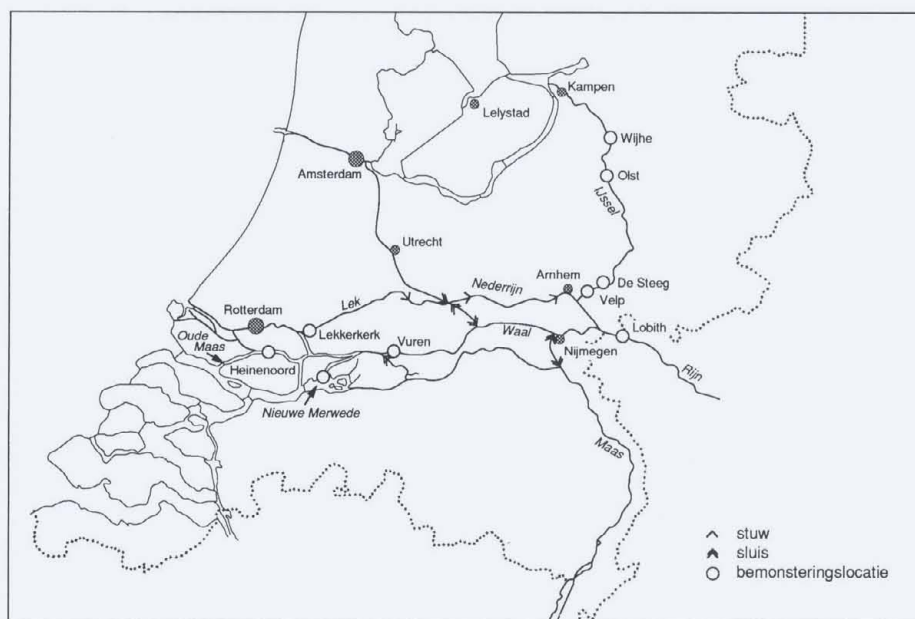 Kampen
Lelystad
Wijhe
Amsterdam
Olst
IJssel
Utrecht
Nederrijn
Arnhem
De Steeg
Velp
Lek
Rotterdam
Lekkerkerk
Vuren
Waal
Lobith
Oude
Maas
Heinenoord
Nijmegen
Rijn
Nieuwe Merwede
Maas
stuw
sluis
bemonsteringslocatie